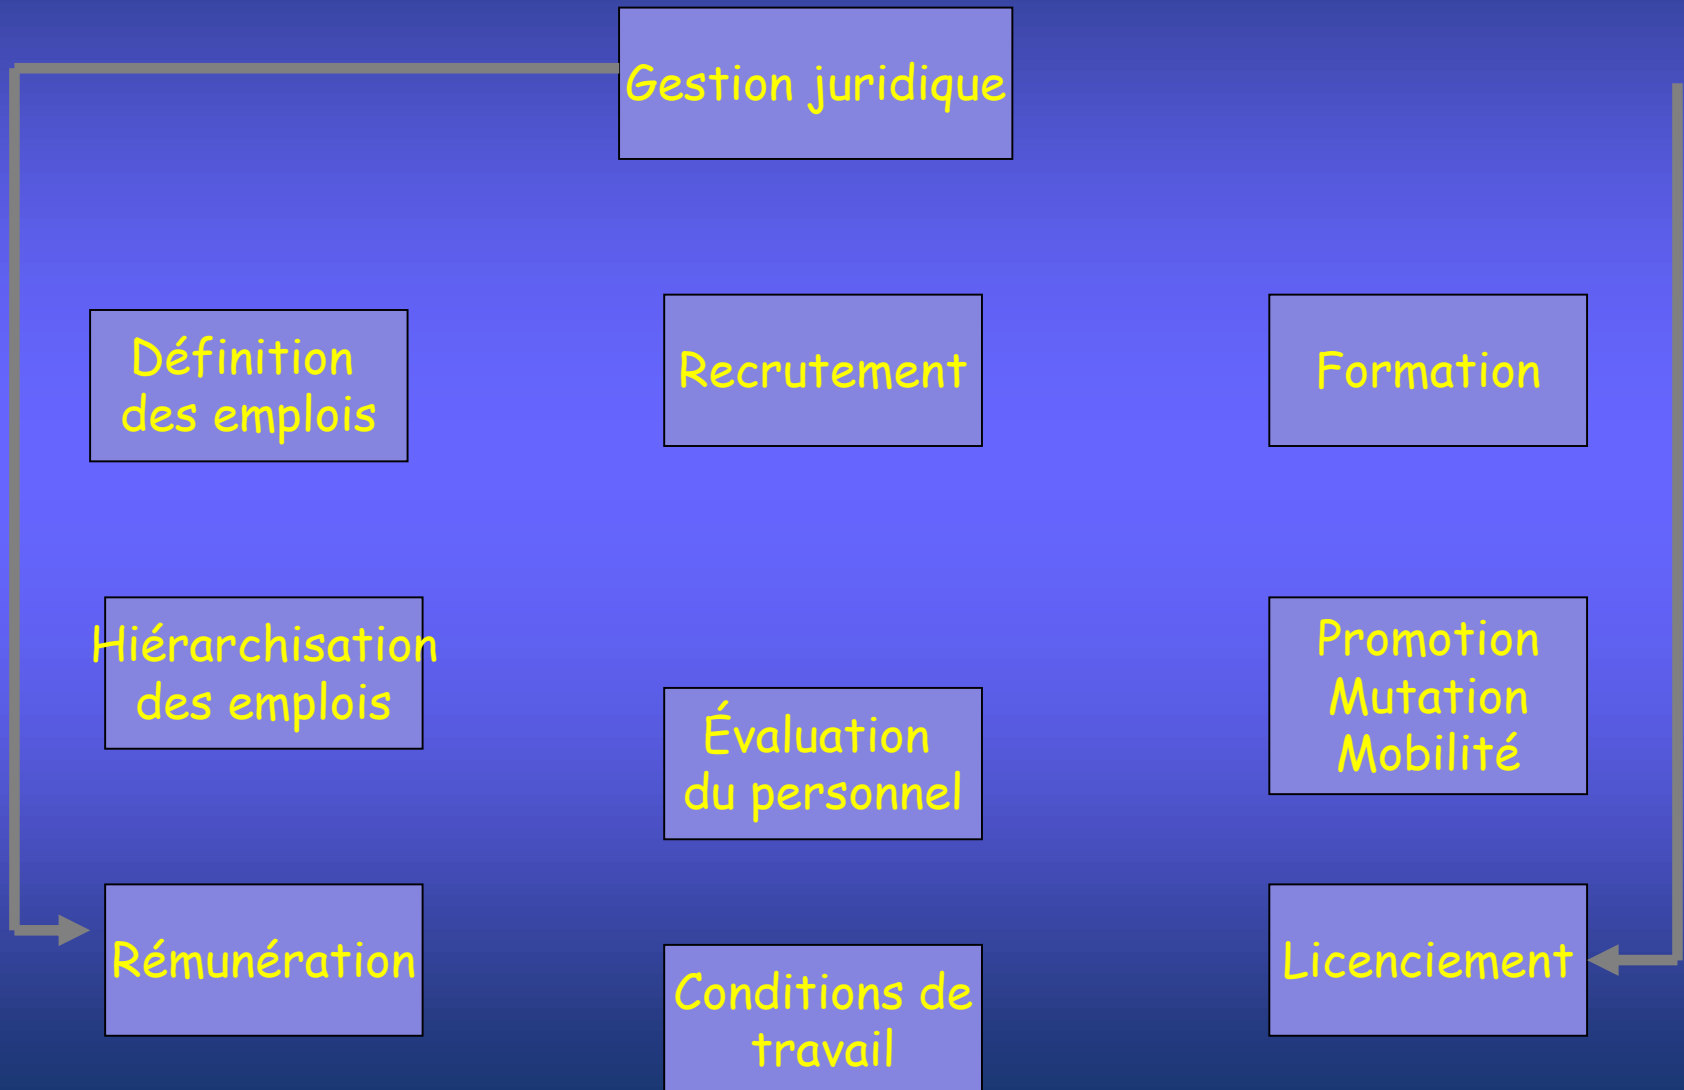 Gestion juridique
Définition
des emplois
Recrutement
Formation
Hiérarchisation
des emplois
Évaluation
du personnel
Promotion
Mutation
Mobilité
Rémunération
Conditions de
travail
Licenciement